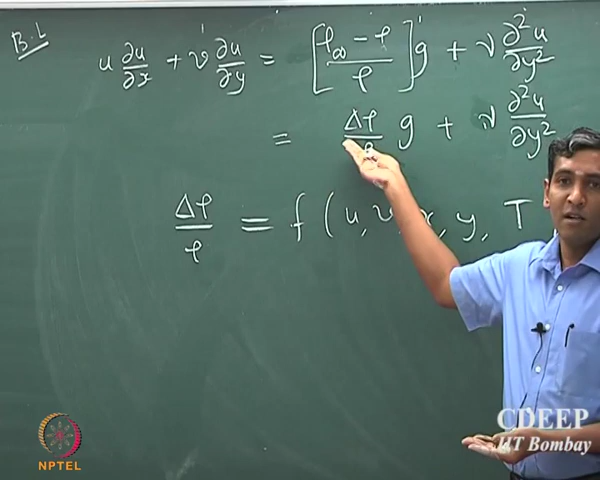 B.L
u ∂u/∂x + v ∂u/∂y = [(ρ∞ − ρ)/ρ] g + ν ∂²u/∂y²
= Δρ/ρ g + ν ∂²u/∂y²
Δρ/ρ = f ( u, v, x, y, T
NPTEL
CDEEP
IIT Bombay